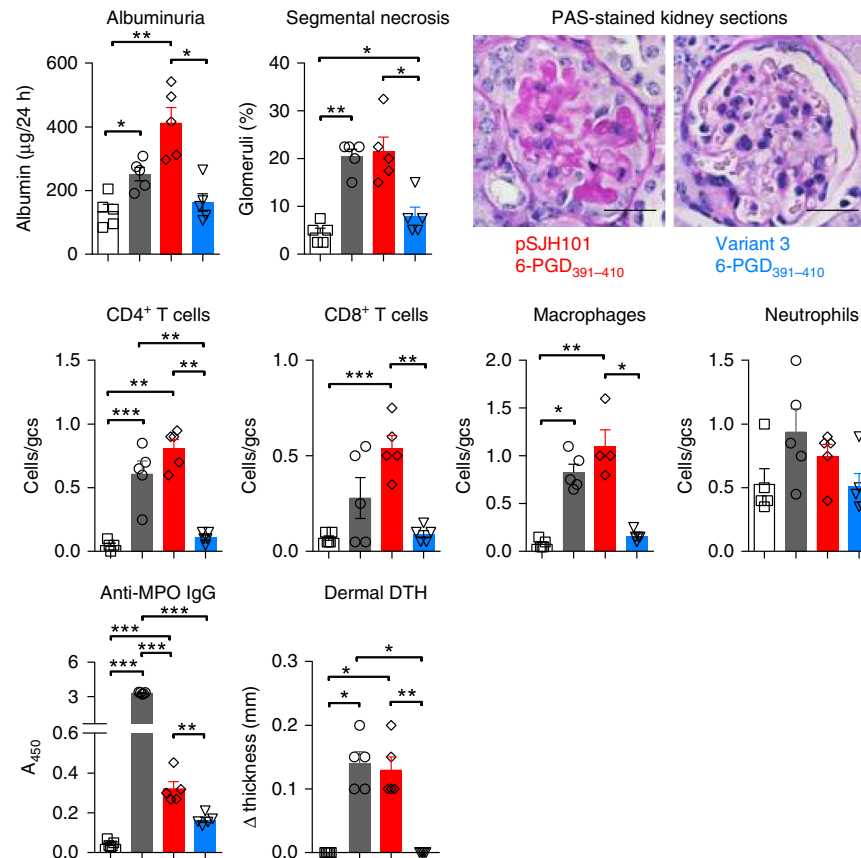 Albuminuria
Segmental necrosis
PAS-stained kidney sections
Albumin (µg/24 h)
600
400
200
0
**
*
*
Glomeruli (%)
40
30
20
10
0
*
*
**
pSJH101
6-PGD391–410
Variant 3
6-PGD391–410
CD4+ T cells
CD8+ T cells
Macrophages
Neutrophils
Cells/gcs
1.5
1.0
0.5
0.0
**
**
**
***
Cells/gcs
1.0
0.5
0.0
***
**
Cells/gcs
2.0
1.5
1.0
0.5
0.0
**
*
*
Cells/gcs
1.5
1.0
0.5
0.0
Anti-MPO IgG
Dermal DTH
A450
6
3
0.6
0.4
0.2
0.0
***
***
***
***
**
Δ thickness (mm)
0.3
0.2
0.1
0.0
*
*
*
**